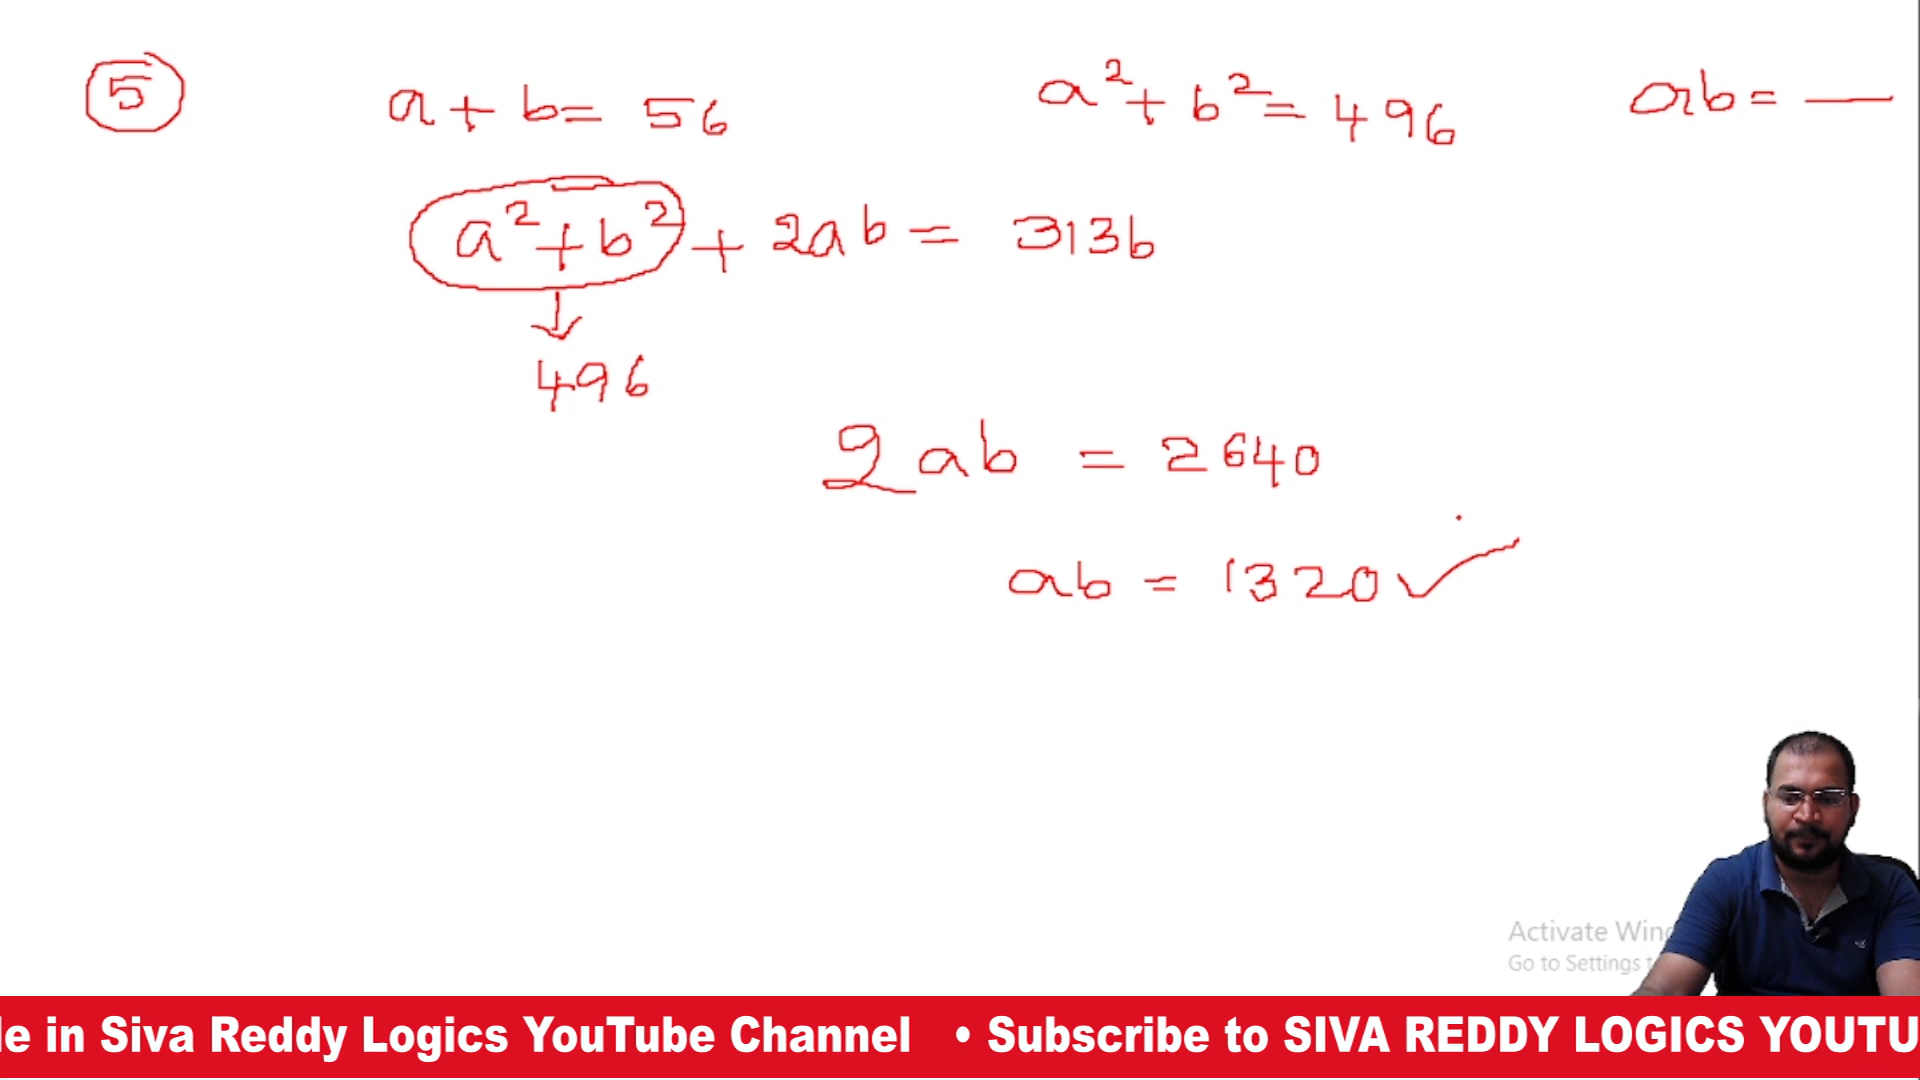 5 a + b = 56 a² + b² = 496 ab = —
a² + b² + 2ab = 3136
496
2ab = 2640
ab = 1320 ✓
Activate Win
Go to Settings
le in Siva Reddy Logics YouTube Channel • Subscribe to SIVA REDDY LOGICS YOUTU